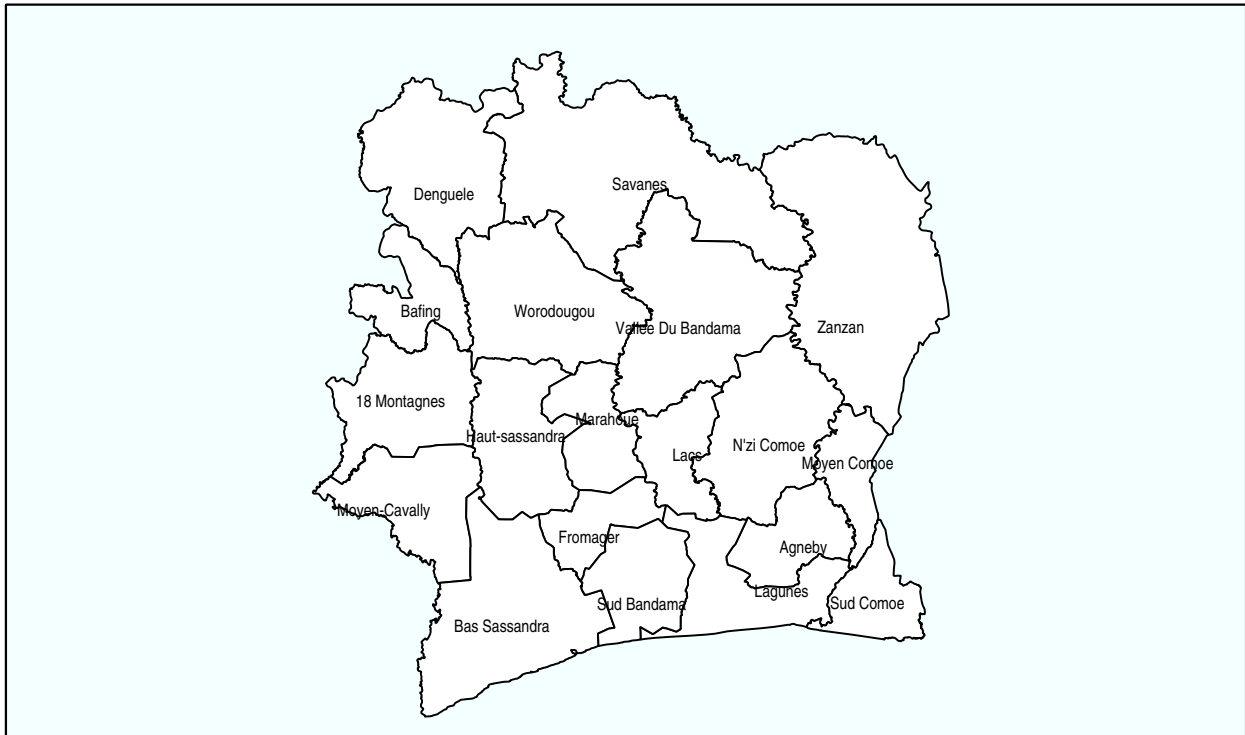 Savanes
Denguele
Bafing
Worodougou
Vallee Du Bandama
Zanzan
18 Montagnes
Marahoue
Haut-sassandra
Lacs
N'zi Comoe
Moyen Comoe
Moyen-Cavally
Fromager
Agneby
Lagunes
Sud Bandama
Sud Comoe
Bas Sassandra